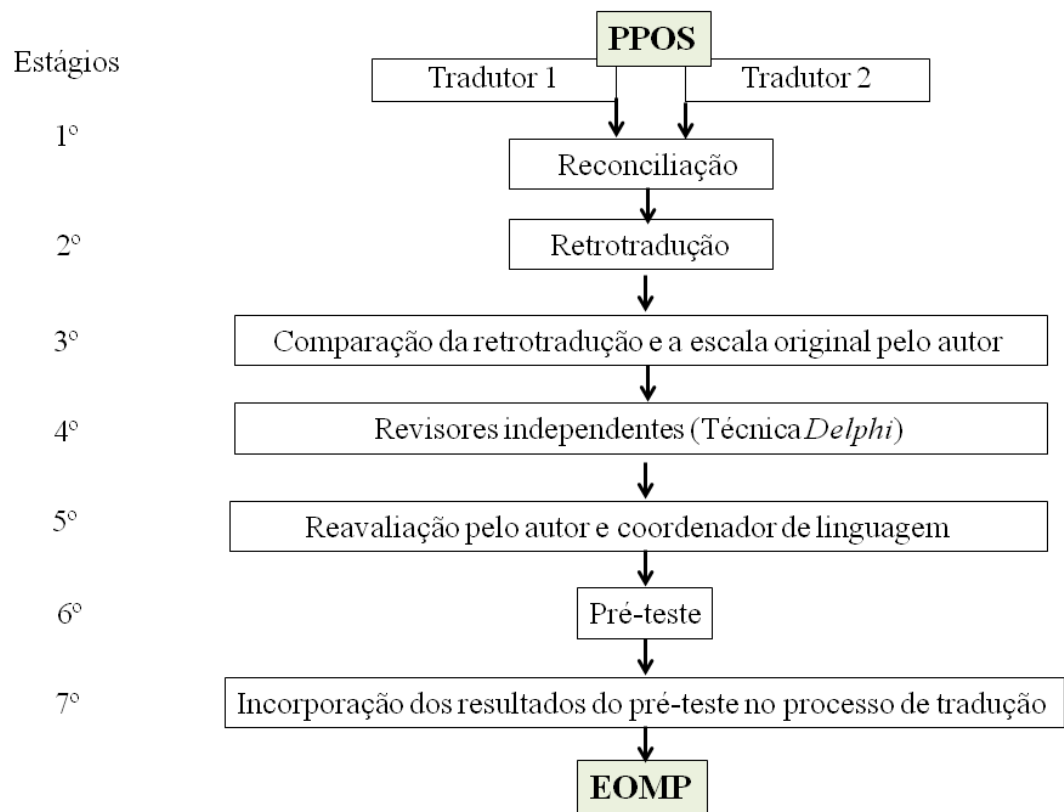 PPOS
Estágios
Tradutor 1
Tradutor 2
1º
Reconciliação
2º
Retrotradução
3º
Comparação da retrotradução e a escala original pelo autor
4º
Revisores independentes (Técnica Delphi)
5º
Reavaliação pelo autor e coordenador de linguagem
6º
Pré-teste
7º
Incorporação dos resultados do pré-teste no processo de tradução
EOMP